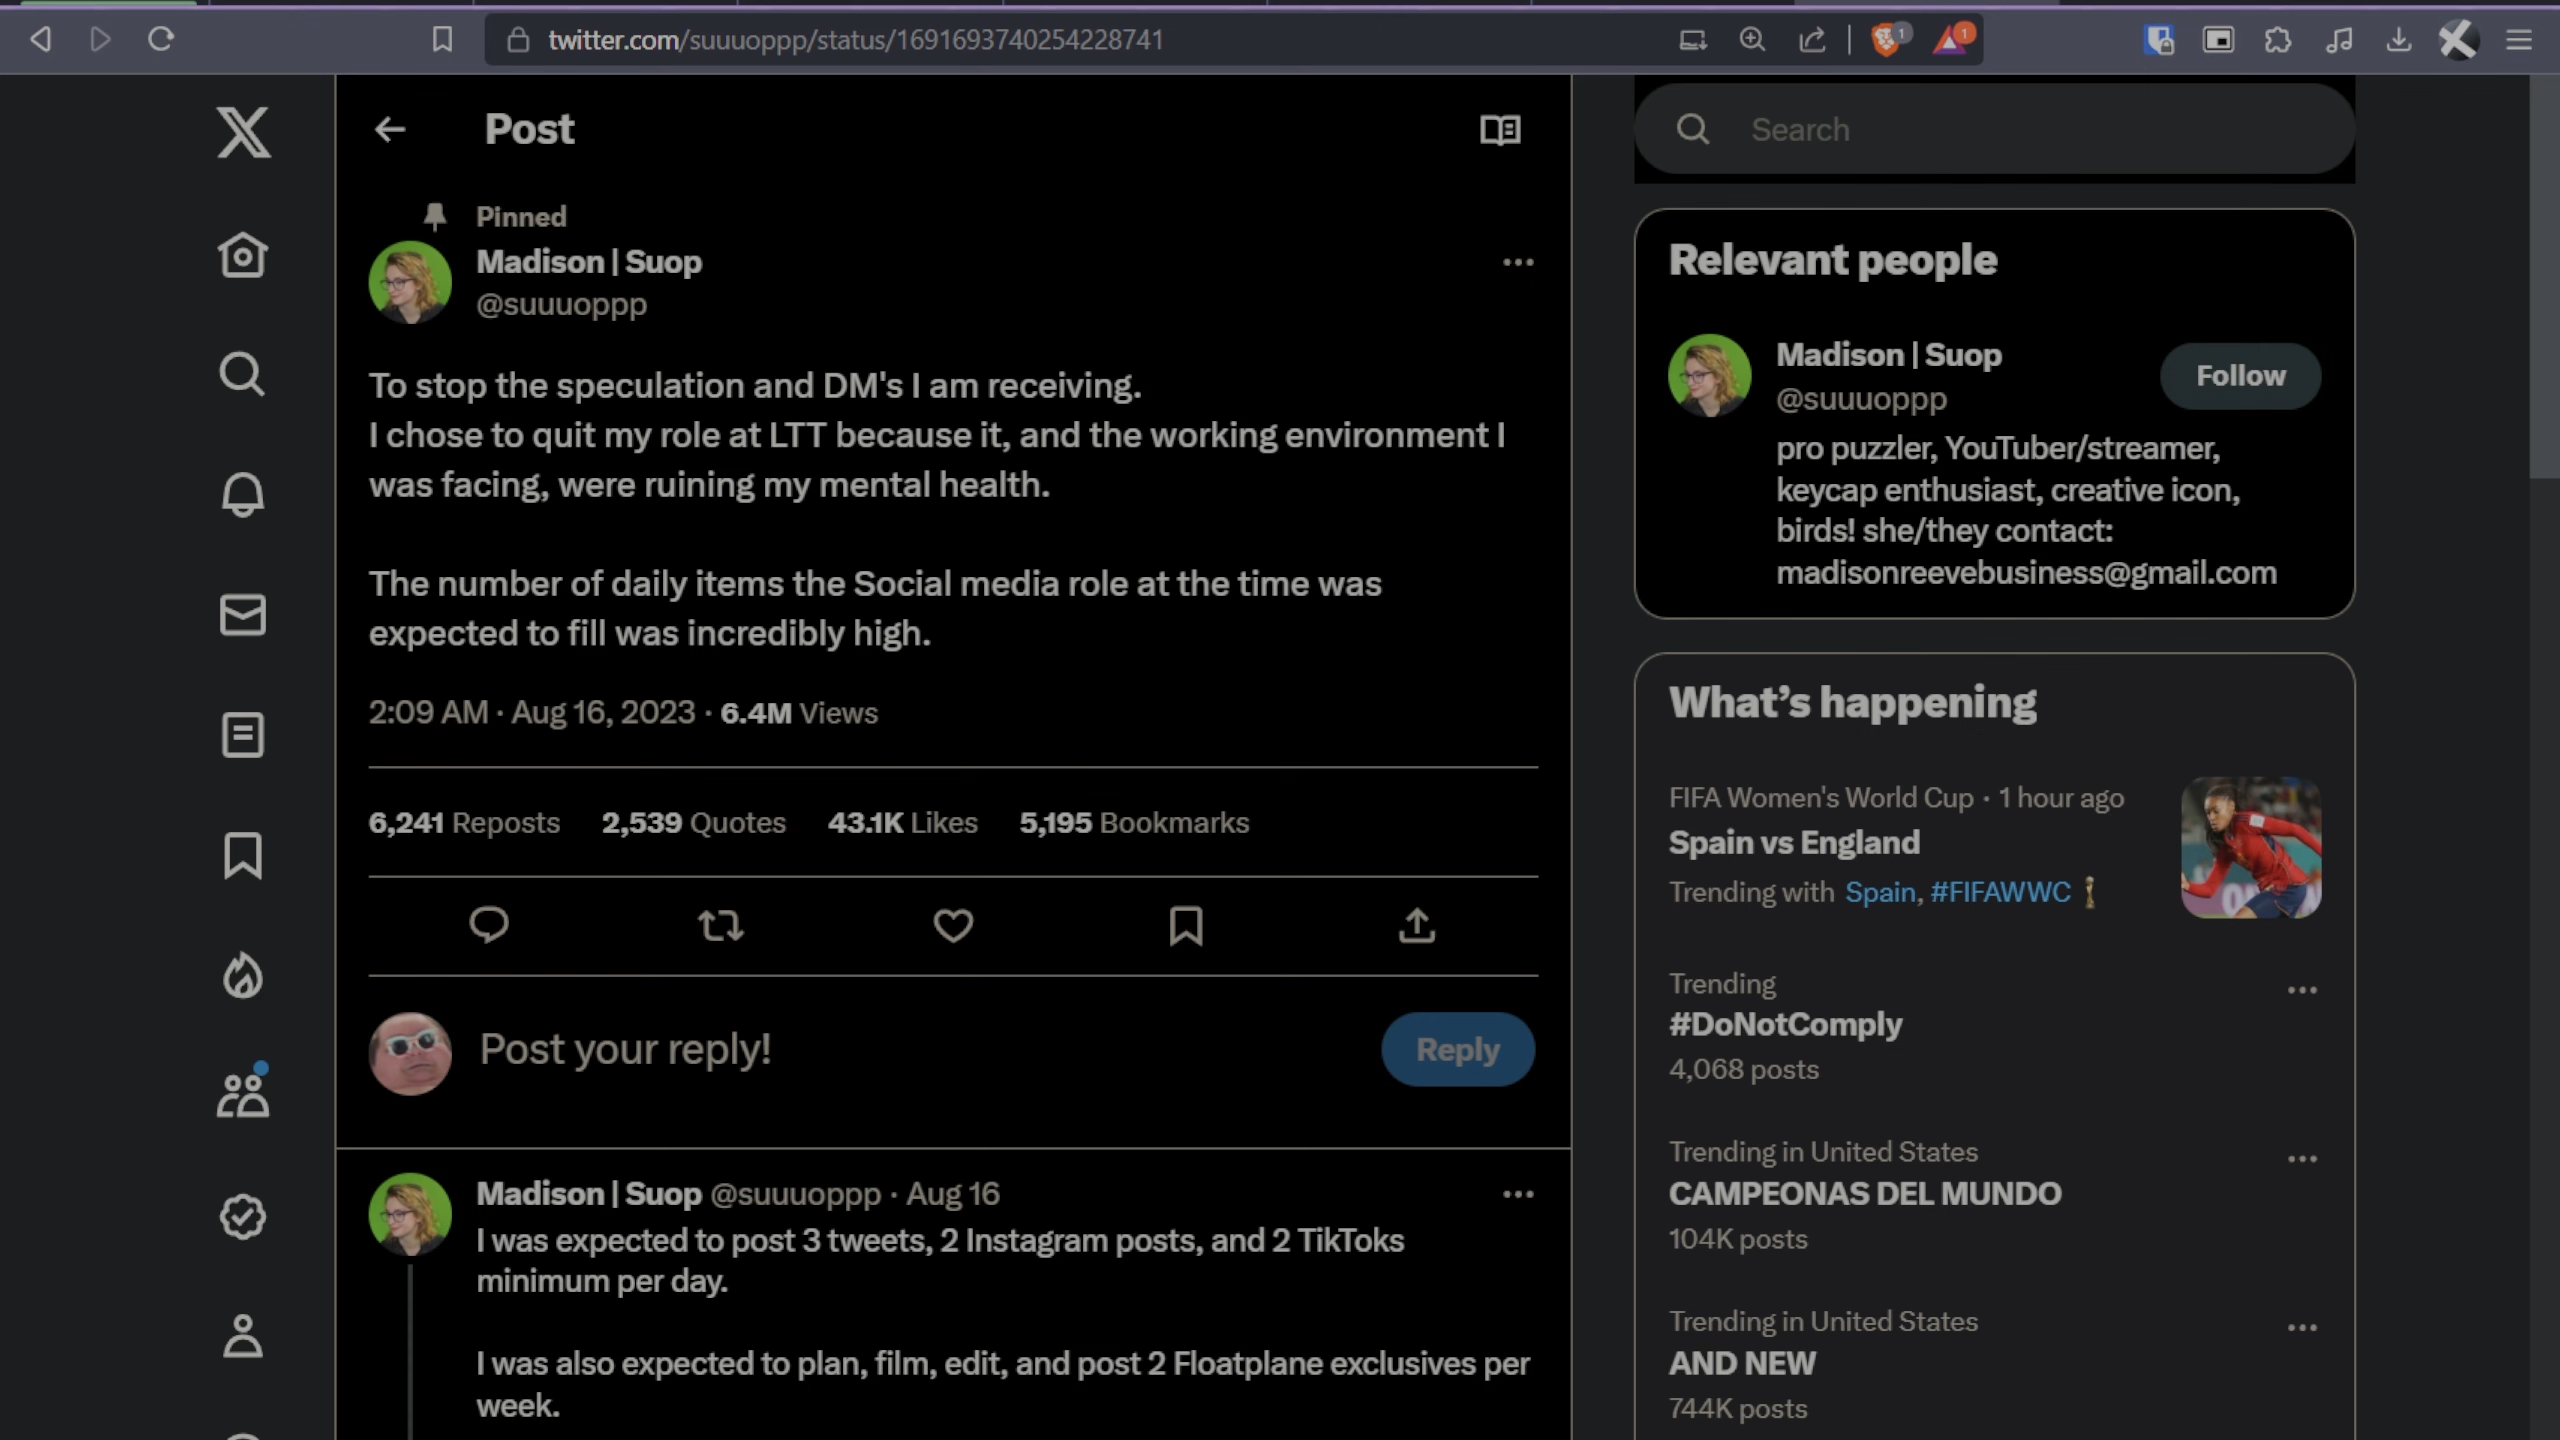 twitter.com/suuuoppp/status/1691693740254228741
1
1
Post
Search
Pinned
Madison | Suop
@suuuoppp
To stop the speculation and DM's I am receiving.
I chose to quit my role at LTT because it, and the working environment I
was facing, were ruining my mental health.
The number of daily items the Social media role at the time was
expected to fill was incredibly high.
2:09 AM · Aug 16, 2023 · 6.4M Views
6,241 Reposts 2,539 Quotes 43.1K Likes 5,195 Bookmarks
Post your reply!
Reply
Madison | Suop @suuuoppp · Aug 16
I was expected to post 3 tweets, 2 Instagram posts, and 2 TikToks
minimum per day.
I was also expected to plan, film, edit, and post 2 Floatplane exclusives per
week.
Relevant people
Madison | Suop
@suuuoppp
Follow
pro puzzler, YouTuber/streamer,
keycap enthusiast, creative icon,
birds! she/they contact:
madisonreevebusiness@gmail.com
What's happening
FIFA Women's World Cup · 1 hour ago
Spain vs England
Trending with Spain, #FIFAWWC
Trending
#DoNotComply
4,068 posts
Trending in United States
CAMPEONAS DEL MUNDO
104K posts
Trending in United States
AND NEW
744K posts